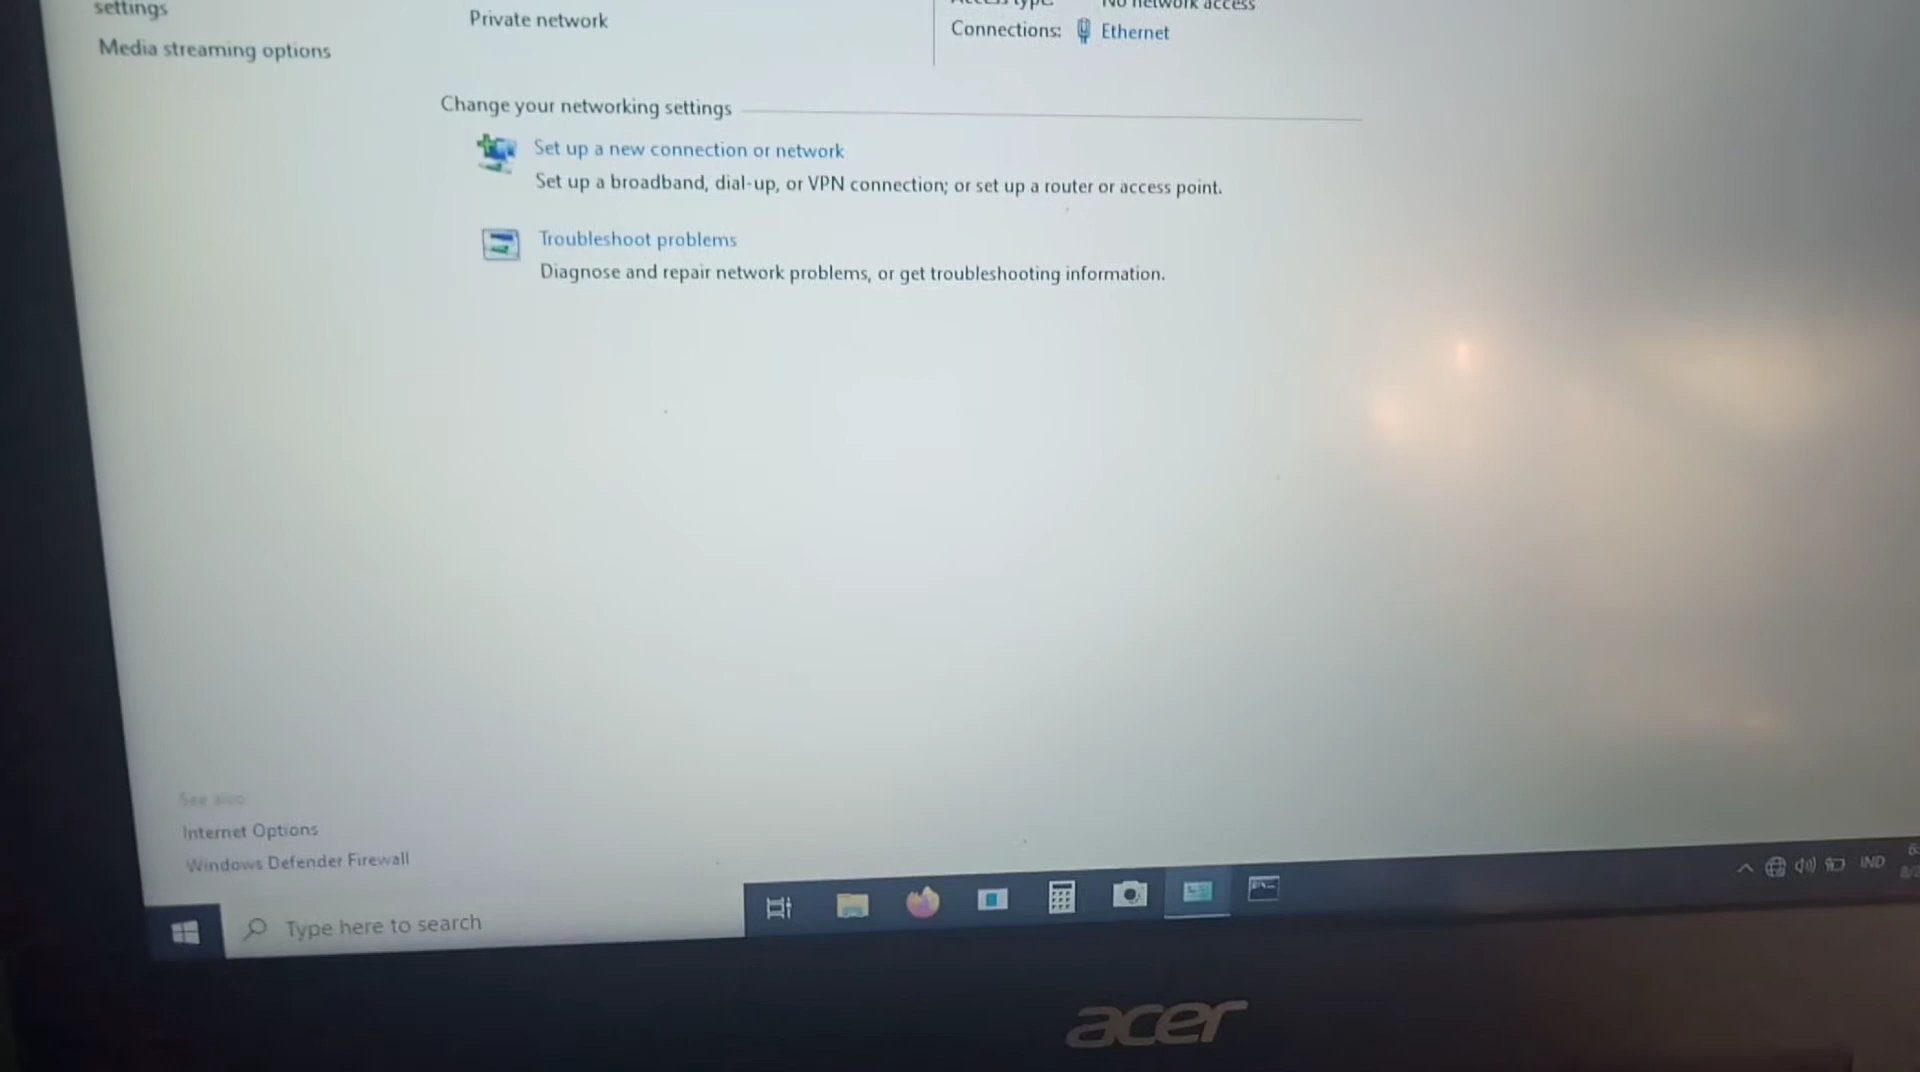 settings
Media streaming options
Private network
No network access
Connections: Ethernet
Change your networking settings
Set up a new connection or network
Set up a broadband, dial-up, or VPN connection; or set up a router or access point.
Troubleshoot problems
Diagnose and repair network problems, or get troubleshooting information.
See also
Internet Options
Windows Defender Firewall
Type here to search
IND
acer